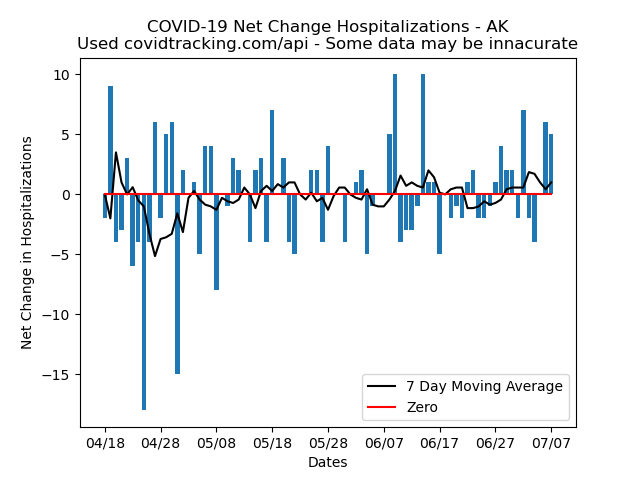 COVID-19 Net Change Hospitalizations - AK
Used covidtracking.com/api - Some data may be innacurate
Net Change in Hospitalizations
10
5
0
−5
−10
−15
7 Day Moving Average
Zero
04/18 04/28 05/08 05/18 05/28 06/07 06/17 06/27 07/07
Dates